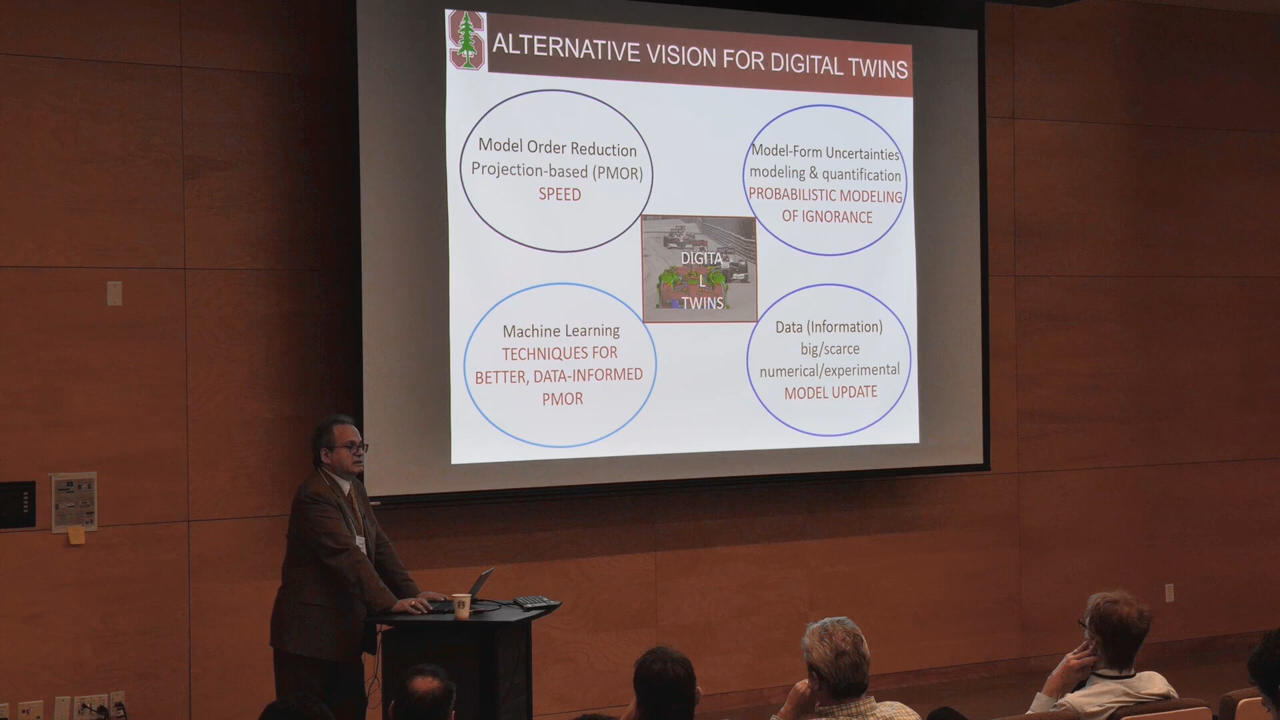 ALTERNATIVE VISION FOR DIGITAL TWINS
Model Order Reduction
Projection-based (PMOR)
SPEED
Model-Form Uncertainties
modeling & quantification
PROBABILISTIC MODELING
OF IGNORANCE
DIGITA
L
TWINS
Machine Learning
TECHNIQUES FOR
BETTER, DATA-INFORMED
PMOR
Data (Information)
big/scarce
numerical/experimental
MODEL UPDATE